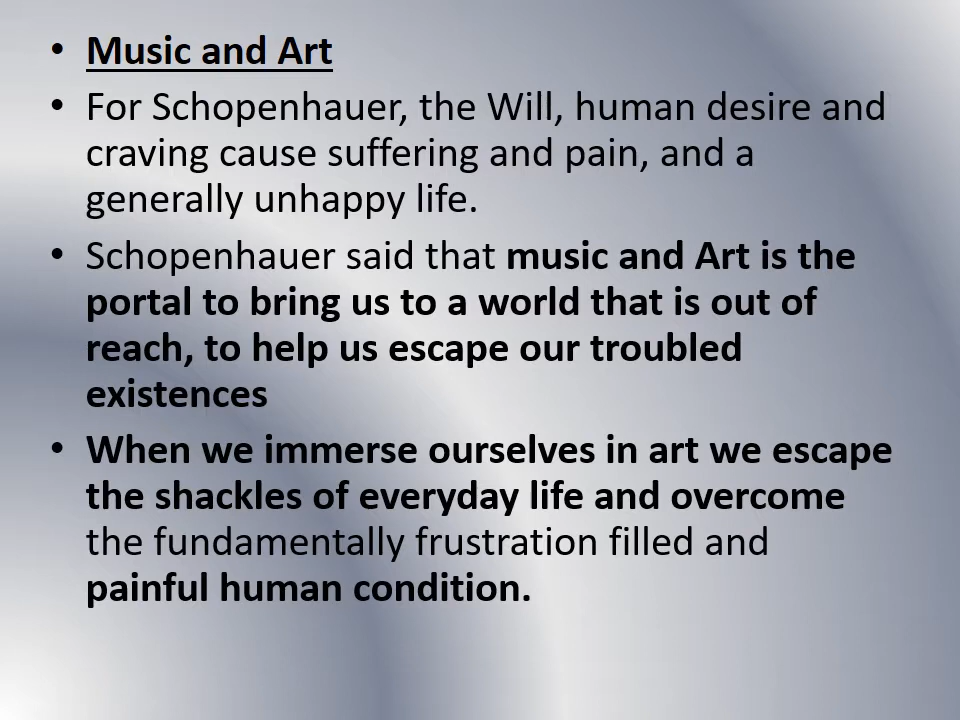 • Music and Art
• For Schopenhauer, the Will, human desire and
craving cause suffering and pain, and a
generally unhappy life.
• Schopenhauer said that music and Art is the
portal to bring us to a world that is out of
reach, to help us escape our troubled
existences
• When we immerse ourselves in art we escape
the shackles of everyday life and overcome
the fundamentally frustration filled and
painful human condition.